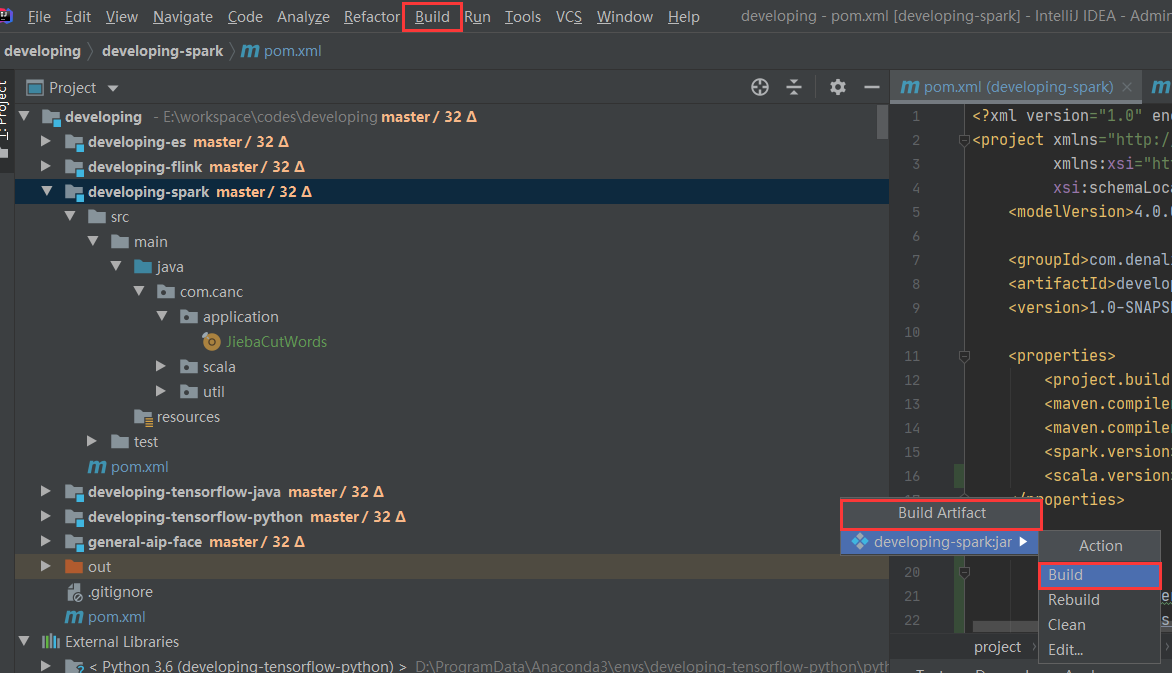 File Edit View Navigate Code Analyze Refactor Build Run Tools VCS Window Help developing - pom.xml [developing-spark] - IntelliJ IDEA - Admin
developing developing-spark m pom.xml
1: Project
Project
m pom.xml (developing-spark) × m
developing - E:\workspace\codes\developing master / 32 Δ
developing-es master / 32 Δ
developing-flink master / 32 Δ
developing-spark master / 32 Δ
src
main
java
com.canc
application
JiebaCutWords
scala
util
resources
test
m pom.xml
developing-tensorflow-java master / 32 Δ
developing-tensorflow-python master / 32 Δ
general-aip-face master / 32 Δ
out
.gitignore
m pom.xml
External Libraries
< Python 3.6 (developing-tensorflow-python) > D:\ProgramData\Anaconda3\envs\developing-tensorflow-python\pyth
1 <?xml version="1.0" en
2 <project xmlns="http:/
3 xmlns:xsi="ht
4 xsi:schemaLoc
5 <modelVersion>4.0.
6
7 <groupId>com.denal
8 <artifactId>develo
9 <version>1.0-SNAPS
10
11 <properties>
12 <project.build
13 <maven.compile
14 <maven.compile
15 <spark.version
16 <scala.version
</properties>
20
21
22
Build Artifact
developing-spark:jar
Action
Build
Rebuild
Clean
Edit...
project